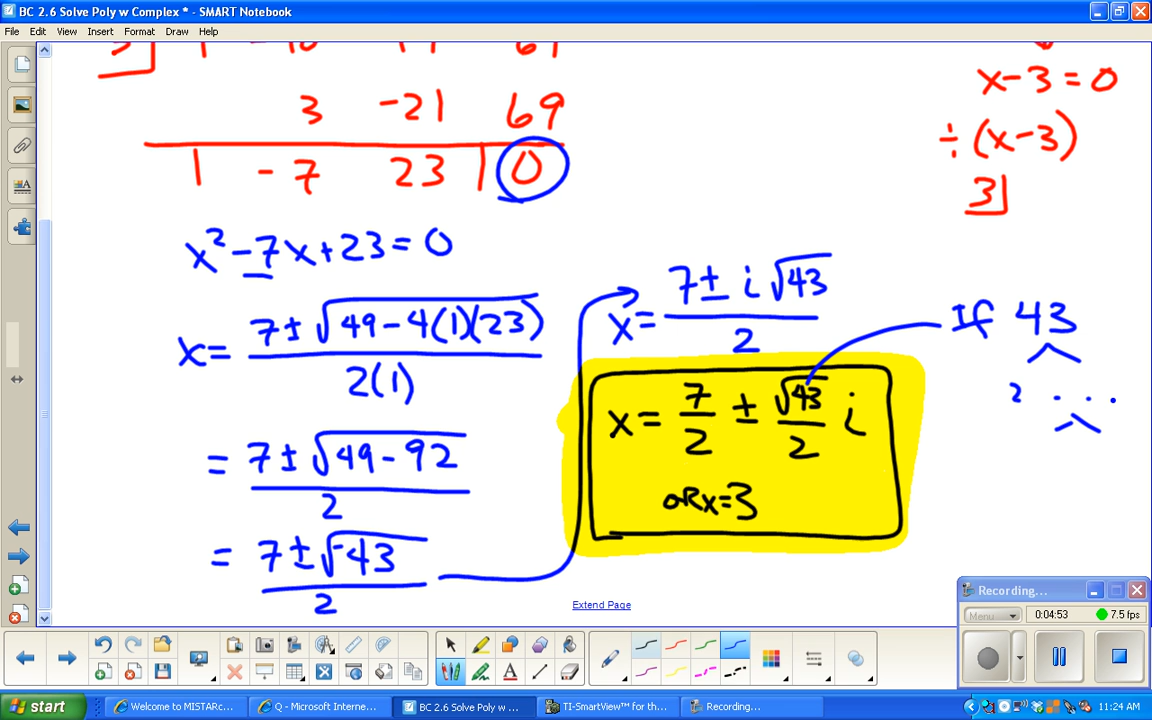 BC 2.6 Solve Poly w Complex * - SMART Notebook
File Edit View Insert Format Draw Help
x-3=0
3 -21 69
÷(x-3)
1 -7 23 | 0
3⌋
x²-7x+23=0
x= 7±√49-4(1)(23) / 2(1)
= 7±√49-92 / 2
= 7±√-43 / 2
x= 7±i√43 / 2
x= 7/2 ± √43/2 i
ORx=3
If 43
2 . . .
Extend Page
Recording...
Menu
0:04:53
7.5 fps
start
Welcome to MISTARc...
Q - Microsoft Interne...
BC 2.6 Solve Poly w ...
TI-SmartView™ for th...
Recording...
11:24 AM